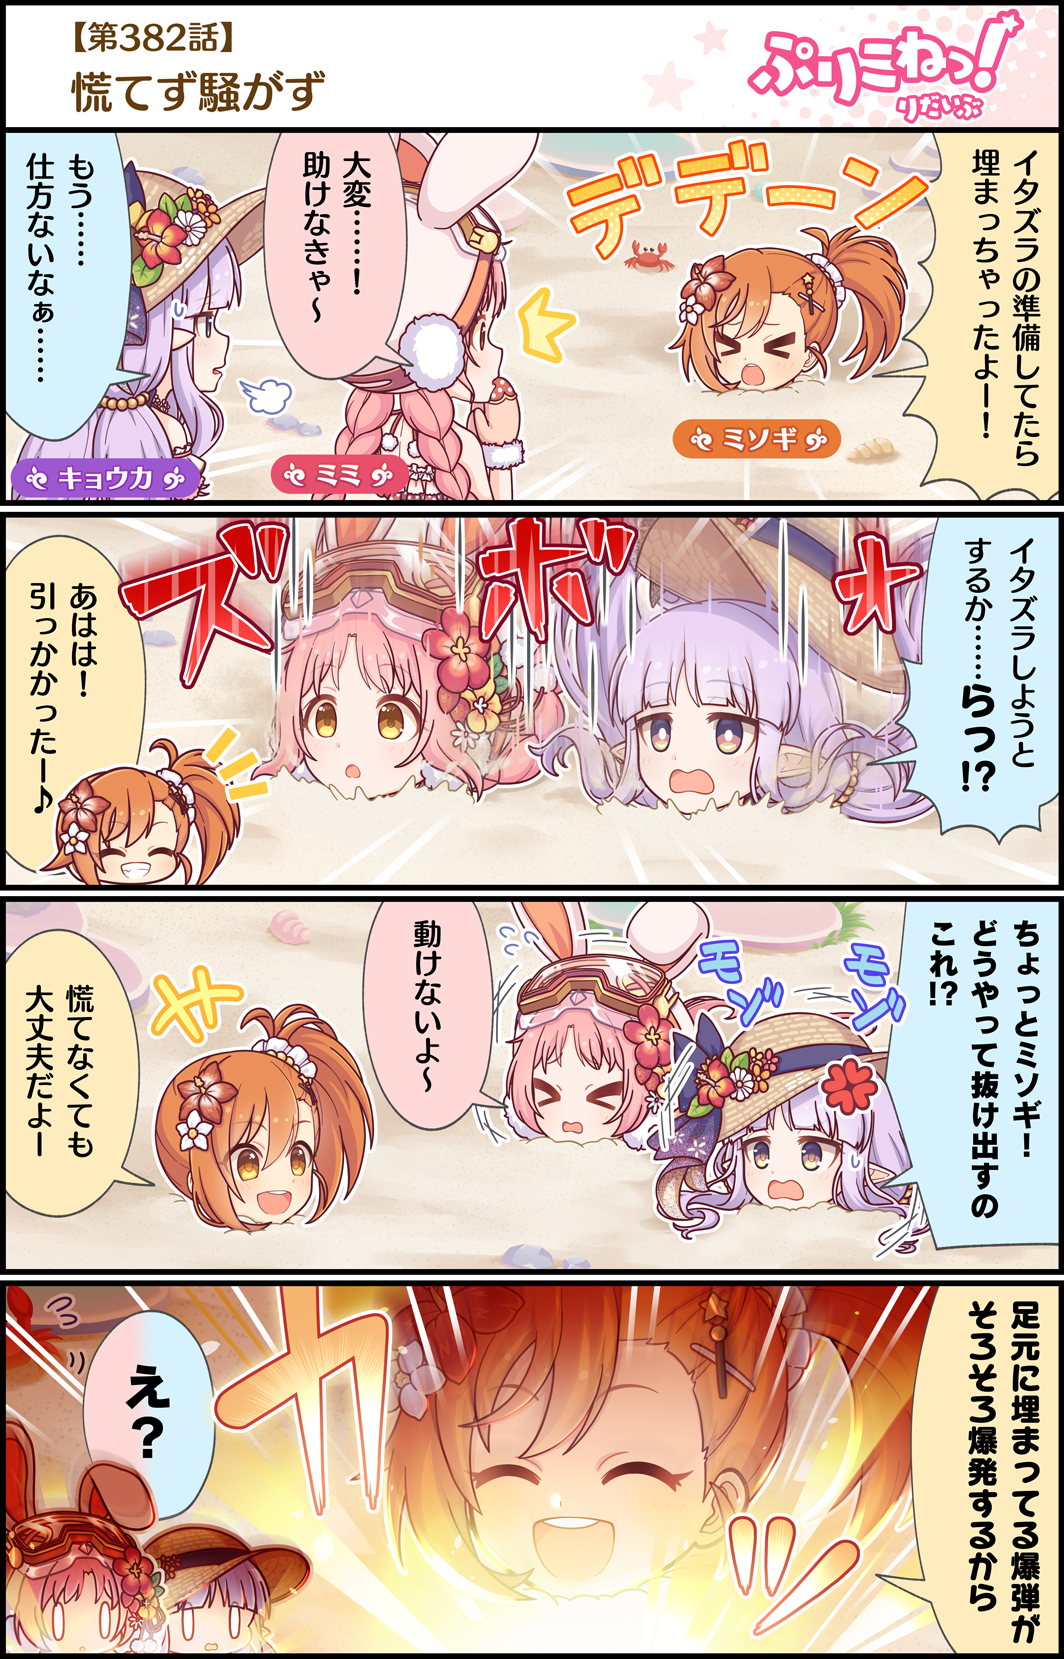 【第382話】
慌てず騒がず
ぷりこねっ!
りだいぶ
イタズラの準備してたら
埋まっちゃったよー！
デデーン
ミソギ
大変……！
助けなきゃ～
ミミ
もう……
仕方ないなぁ……
キョウカ
イタズラしようと
するか……らっ!?
ズボォ
あはは！
引っかかったー♪
ちょっとミソギ！
どうやって抜け出すの
これ!?
モゾ
モゾ
動けないよ～
慌てなくても
大丈夫だよー
足元に埋まってる爆弾が
そろそろ爆発するから
カッ
え？